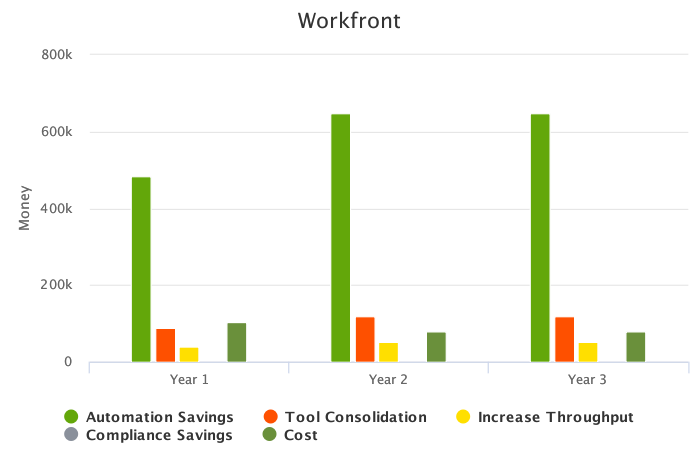 Workfront
800k
600k
400k
200k
0
Money
Year 1 Year 2 Year 3
Automation Savings Tool Consolidation Increase Throughput
Compliance Savings Cost